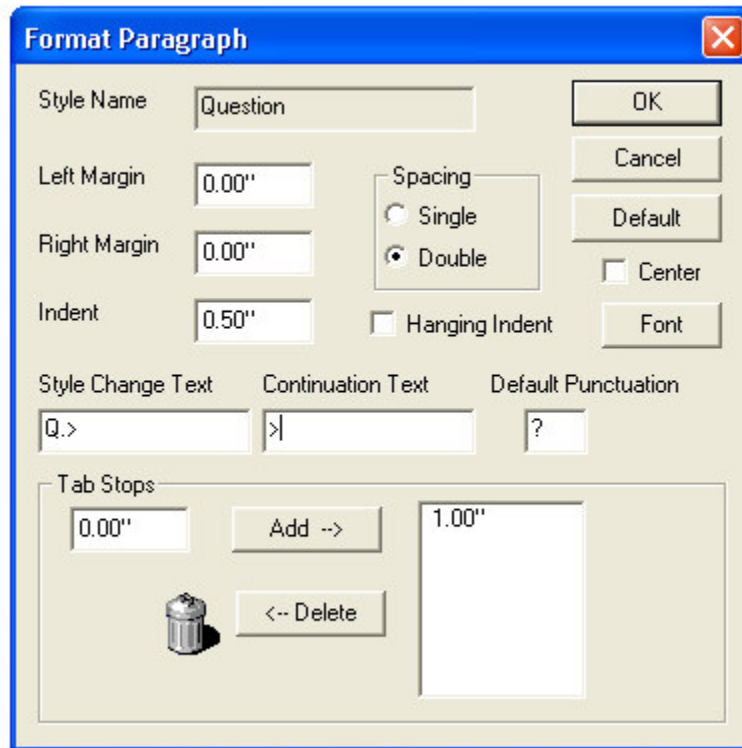 Format Paragraph
Style Name Question OK
Cancel
Left Margin 0.00" Spacing
Single Default
Right Margin 0.00" Double Center
Indent 0.50" Hanging Indent Font
Style Change Text Continuation Text Default Punctuation
Q.> > ?
Tab Stops
0.00" Add --> 1.00"
<-- Delete